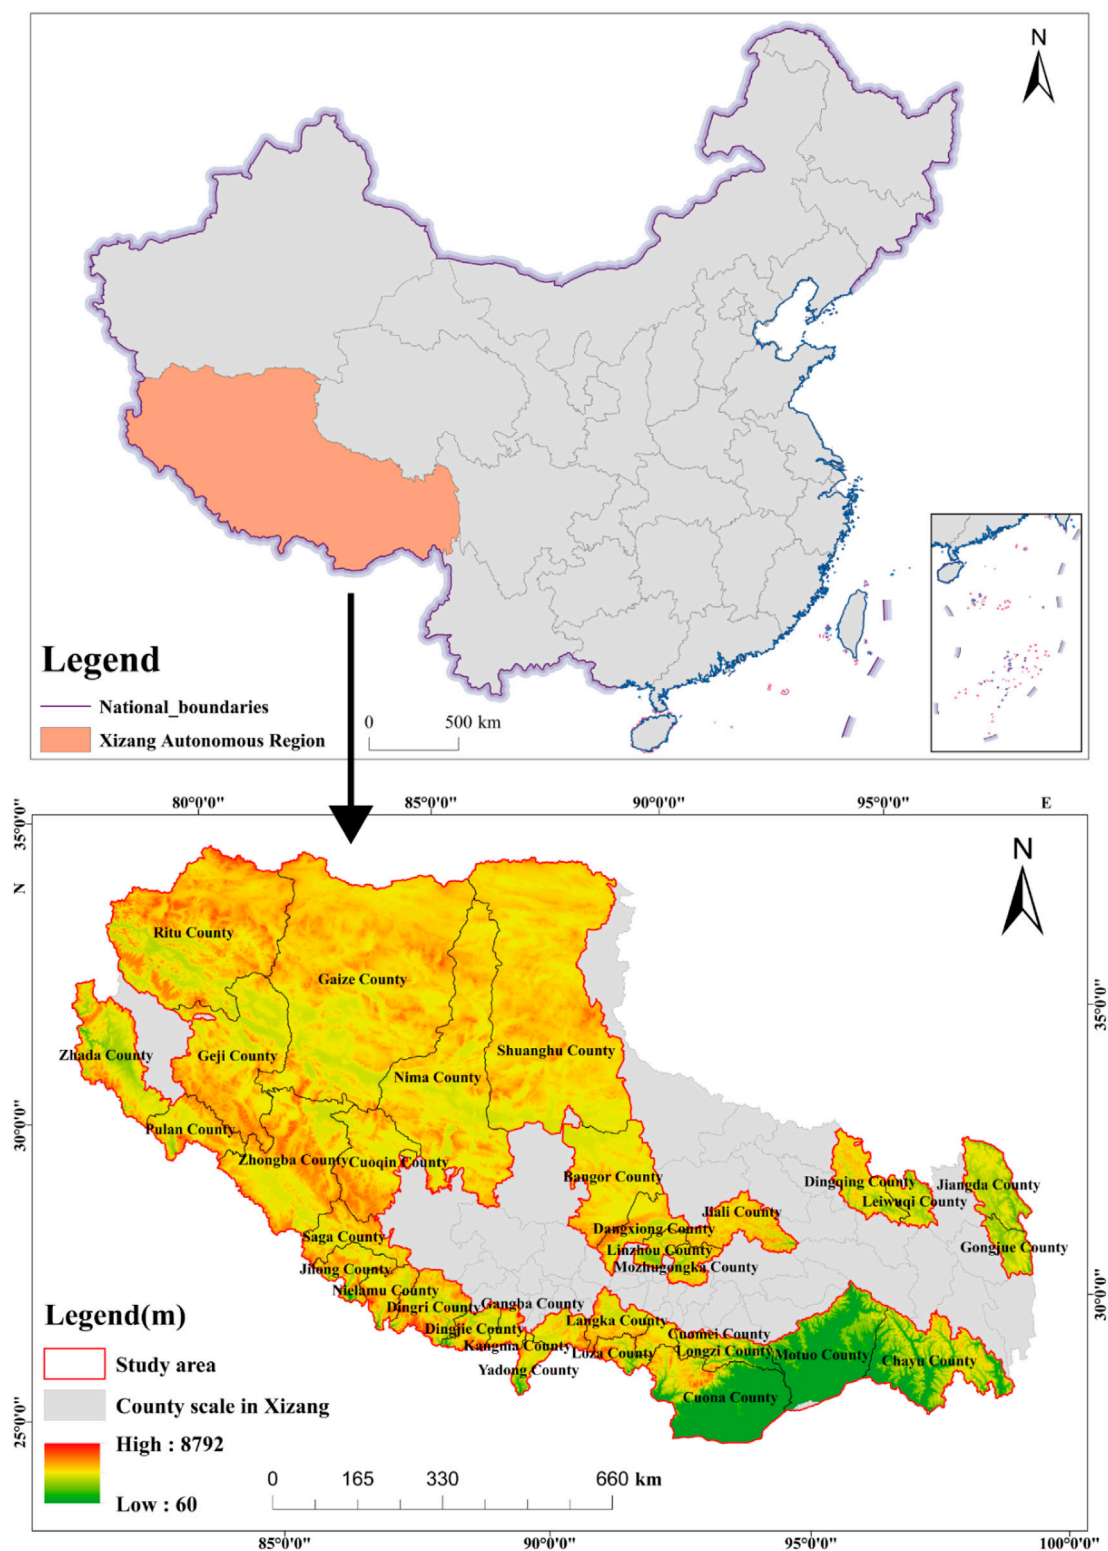 N
Legend
National_boundaries
Xizang Autonomous Region
0 500 km
80°0'0" 85°0'0" 90°0'0" 95°0'0" E
35°0'0"
N
N
Ritu County
Gaize County
35°0'0"
Zhada County
Geji County
Shuanghu County
Nima County
30°0'0"
Pulan County
Zhongba County
Cuoqin County
Bangor County
Dingqing County
Jiangda County
Leiwuqi County
Jiali County
Dangxiong County
Saga County
Linzhou County
Gongjue County
Mozhugongka County
Jilong County
Nielamu County
30°0'0"
Dingri County
Gangba County
Langka County
Dingjie County
Cuomei County
Kangma County
Loza County
Longzi County
Motuo County
Chayu County
Yadong County
Cuona County
25°0'0"
Legend(m)
Study area
County scale in Xizang
High : 8792
Low : 60
0 165 330 660 km
85°0'0" 90°0'0" 95°0'0" 100°0'0"